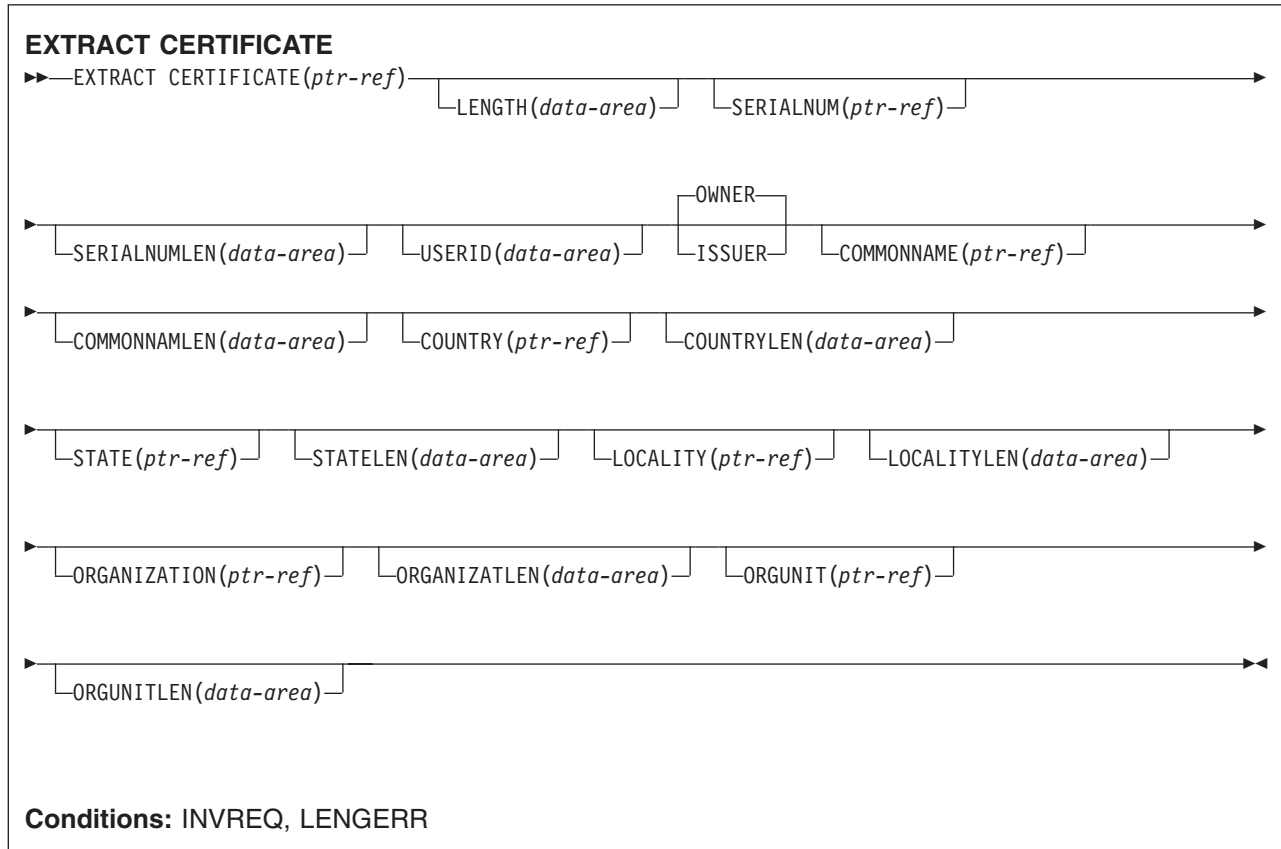 EXTRACT CERTIFICATE
EXTRACT CERTIFICATE(ptr-ref)
LENGTH(data-area) SERIALNUM(ptr-ref)
OWNER
SERIALNUMLEN(data-area) USERID(data-area) ISSUER COMMONNAME(ptr-ref)
COMMONNAMLEN(data-area) COUNTRY(ptr-ref) COUNTRYLEN(data-area)
STATE(ptr-ref) STATELEN(data-area) LOCALITY(ptr-ref) LOCALITYLEN(data-area)
ORGANIZATION(ptr-ref) ORGANIZATLEN(data-area) ORGUNIT(ptr-ref)
ORGUNITLEN(data-area)
Conditions: INVREQ, LENGERR